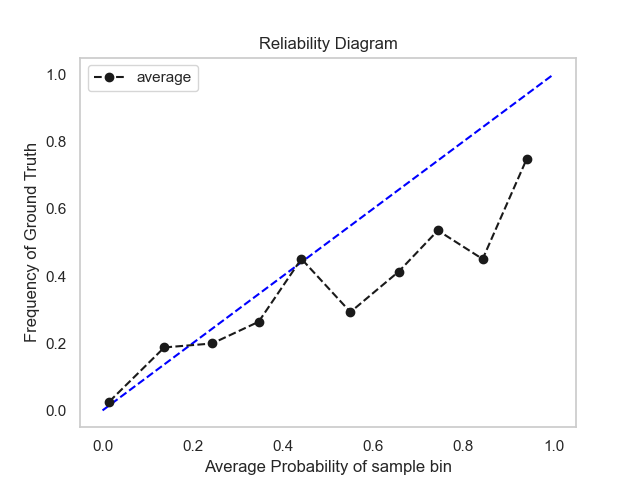 Reliability Diagram
average
1.0
0.8
0.6
0.4
0.2
0.0
Frequency of Ground Truth
0.0 0.2 0.4 0.6 0.8 1.0
Average Probability of sample bin